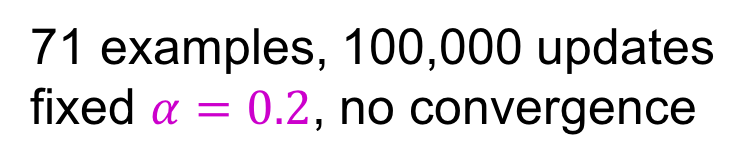 71 examples, 100,000 updates
fixed α = 0.2, no convergence